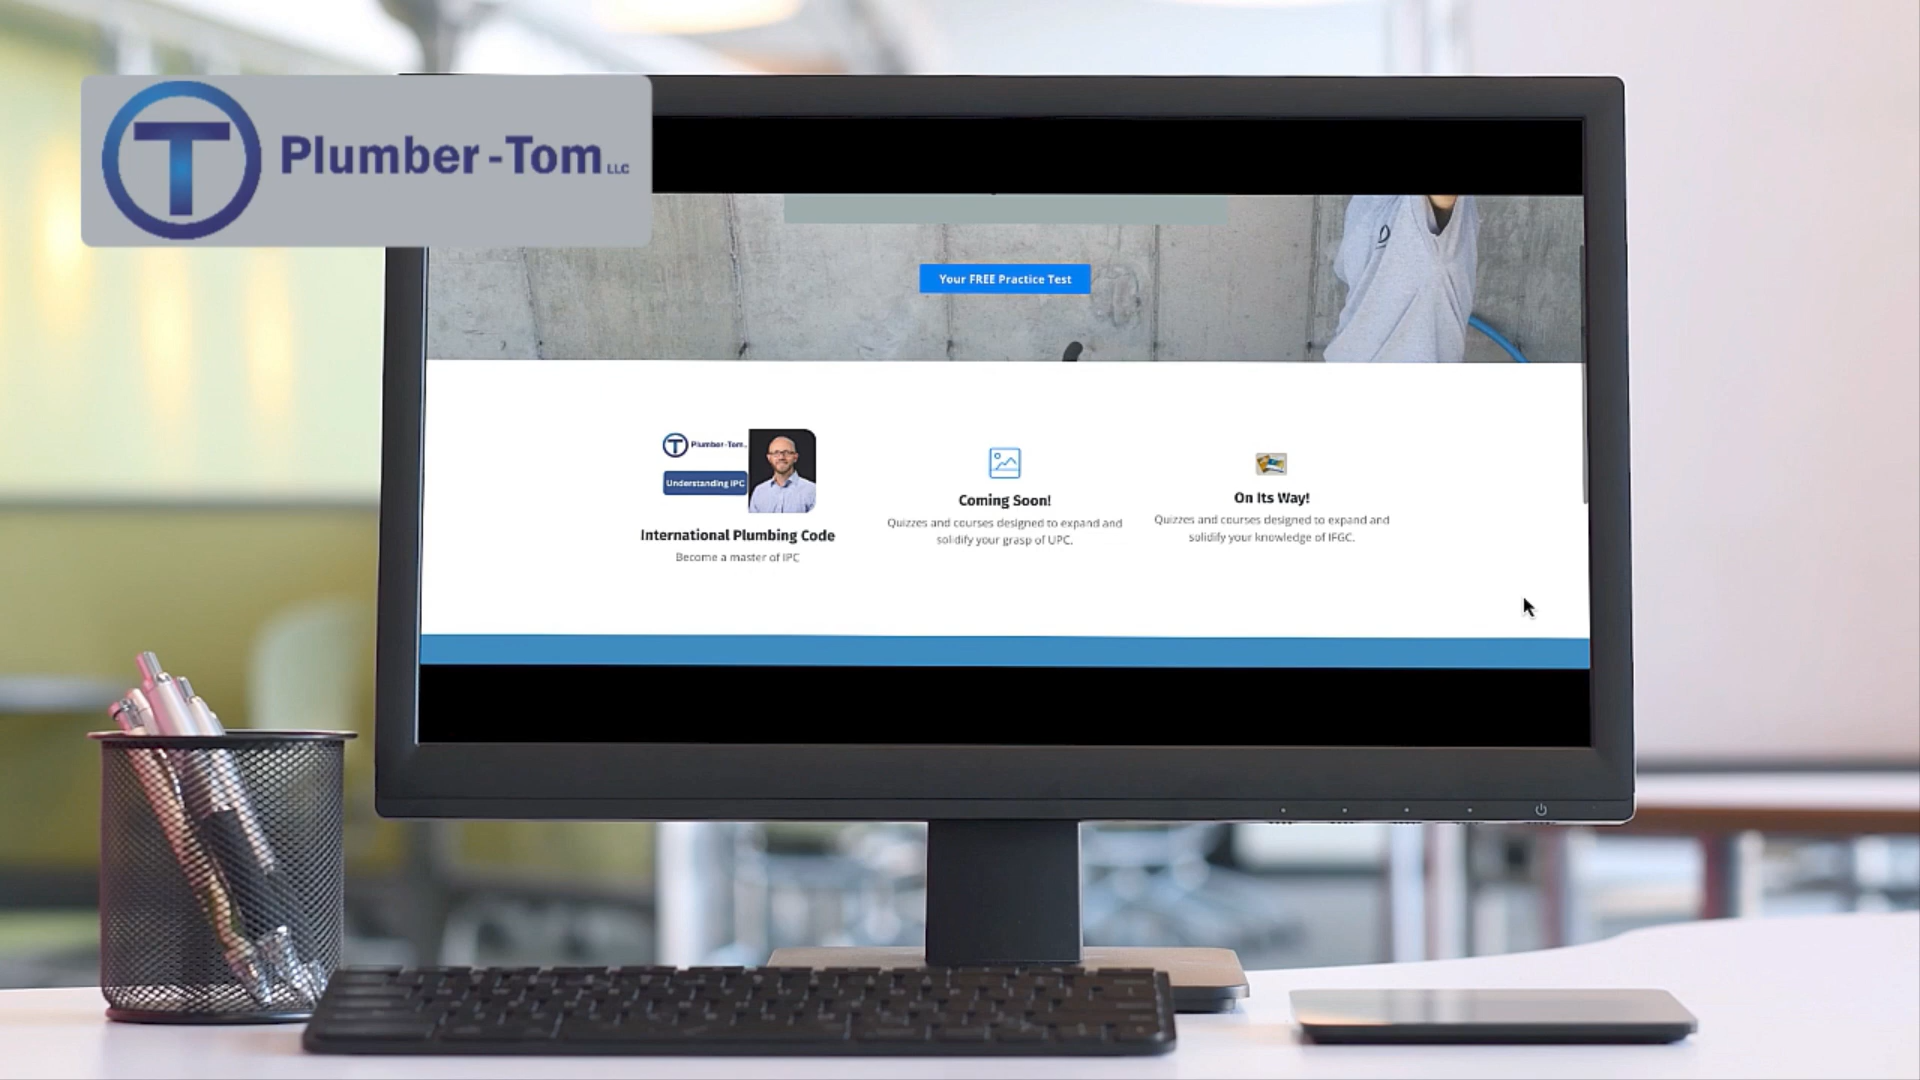 Plumber-Tom LLC
Your FREE Practice Test
Plumber-Tom
Understanding IPC
International Plumbing Code
Become a master of IPC
Coming Soon!
Quizzes and courses designed to expand and
solidify your grasp of UPC.
On Its Way!
Quizzes and courses designed to expand and
solidify your knowledge of IFGC.